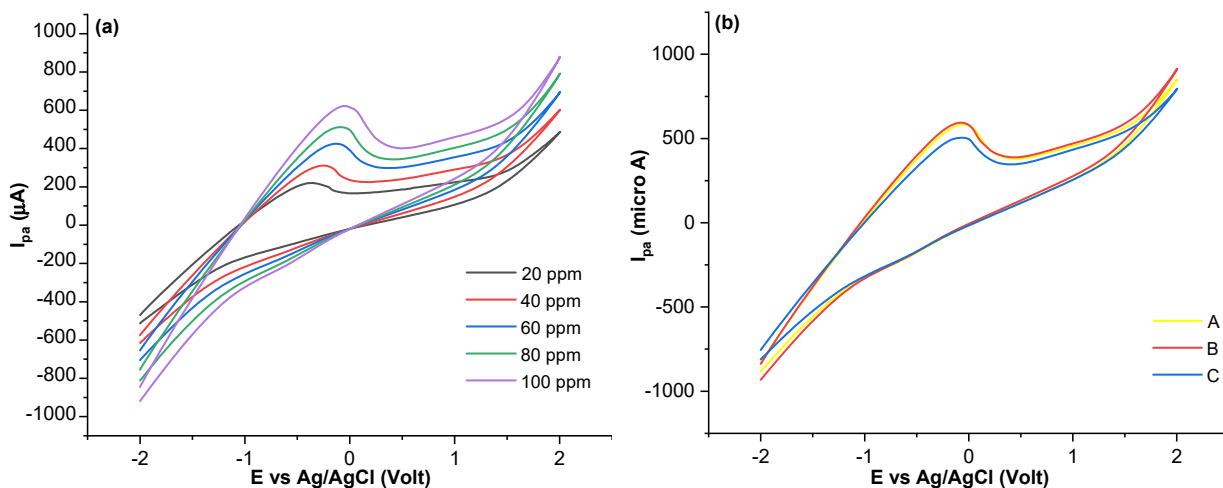 (a)
1000
800
600
400
200
0
-200
-400
-600
-800
-1000
I_pa (µA)
-2
-1
0
1
2
E vs Ag/AgCl (Volt)
20 ppm
40 ppm
60 ppm
80 ppm
100 ppm
(b)
1000
500
0
-500
-1000
I_pa (micro A)
-2
-1
0
1
2
E vs Ag/AgCl (Volt)
A
B
C